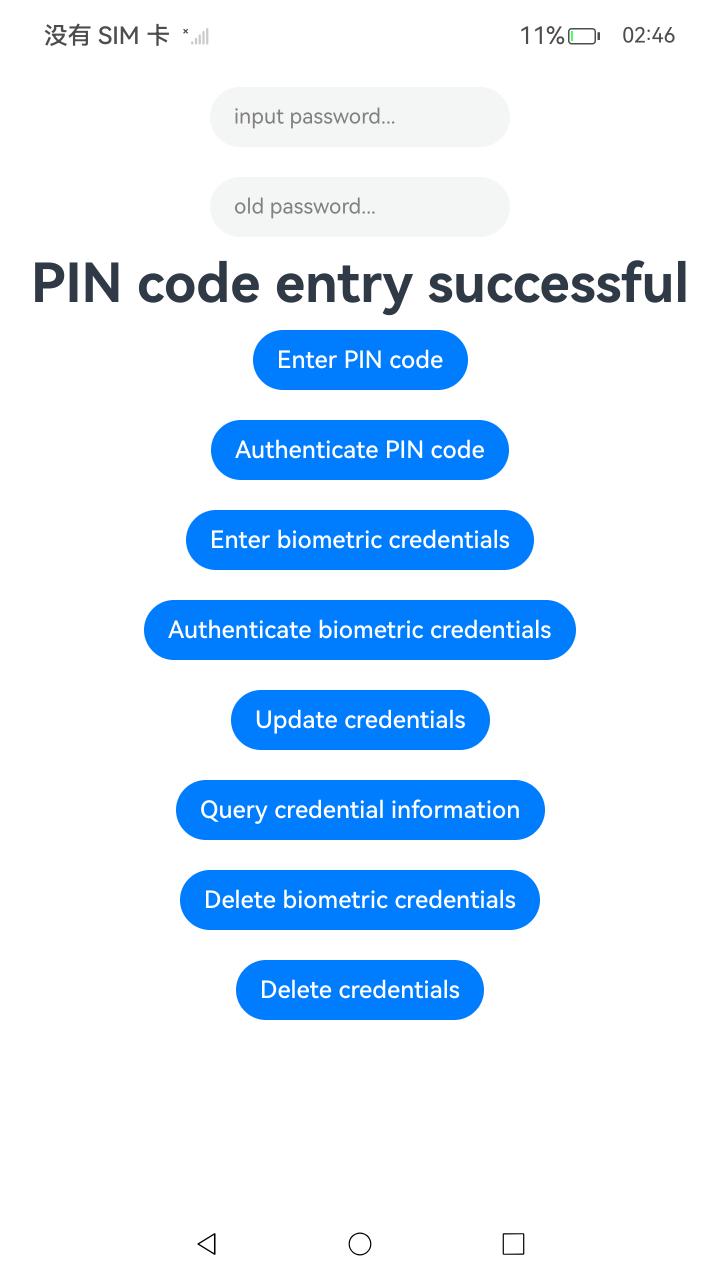 没有 SIM 卡 11% 02:46
input password...
old password...
PIN code entry successful
Enter PIN code
Authenticate PIN code
Enter biometric credentials
Authenticate biometric credentials
Update credentials
Query credential information
Delete biometric credentials
Delete credentials